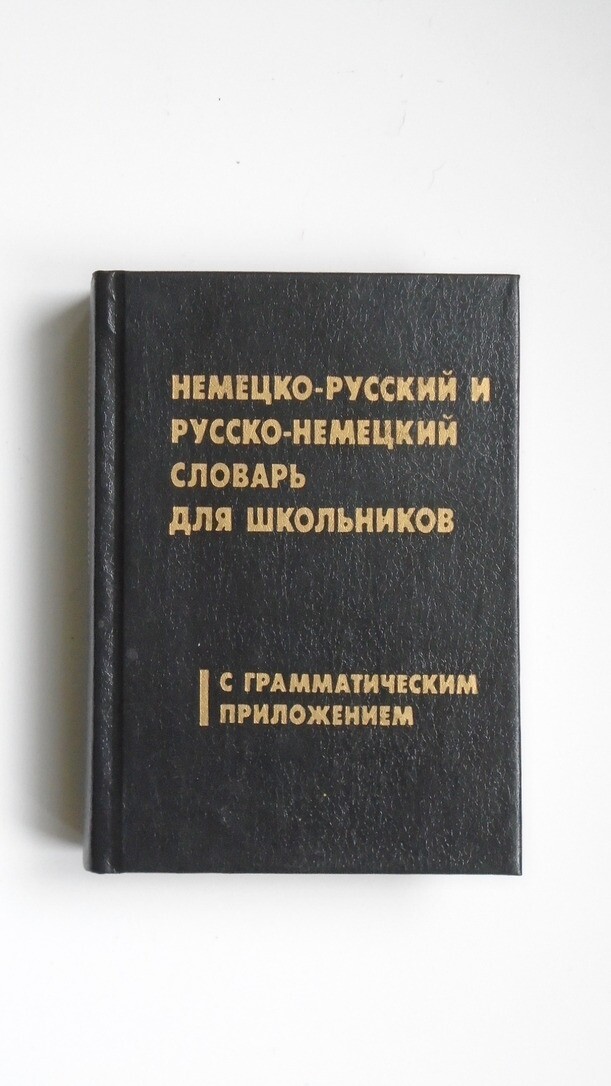 НЕМЕЦКО-РУССКИЙ И
РУССКО-НЕМЕЦКИЙ
СЛОВАРЬ
ДЛЯ ШКОЛЬНИКОВ
С ГРАММАТИЧЕСКИМ
ПРИЛОЖЕНИЕМ